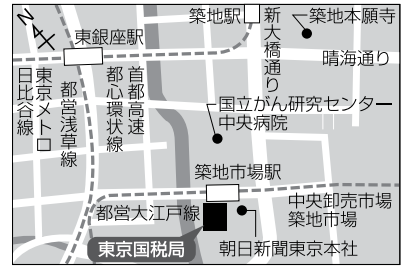 N
築地駅
築地本願寺
東銀座駅
新大橋通り
晴海通り
東京メトロ
日比谷線
都営浅草線
首都高速
都心環状線
国立がん研究センター
中央病院
築地市場駅
中央卸売市場
築地市場
都営大江戸線
東京国税局
朝日新聞東京本社